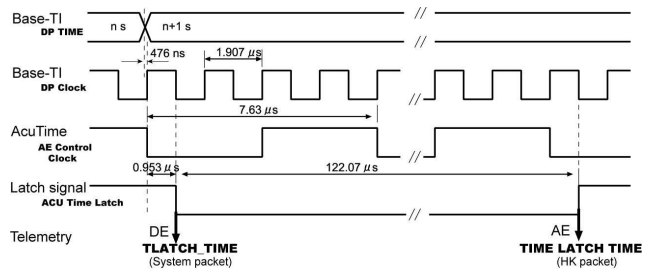 Base-TI
DP TIME
n s
n+1 s
//
476 ns
1.907 μs
Base-TI
DP Clock
//
7.63 μs
AcuTime
AE Control
Clock
//
0.953 μs
122.07 μs
Latch signal
ACU Time Latch
//
Telemetry
DE
TLATCH_TIME
(System packet)
AE
TIME LATCH TIME
(HK packet)